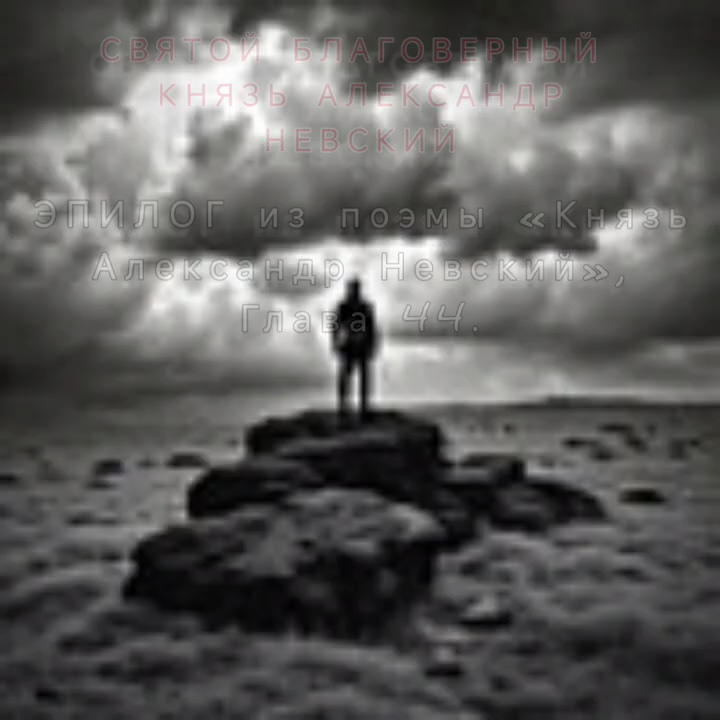 СВЯТОЙ БЛАГОВЕРНЫЙ
КНЯЗЬ АЛЕКСАНДР
НЕВСКИЙ
ЭПИЛОГ из поэмы «Князь
Александр Невский»,
Глава 44.